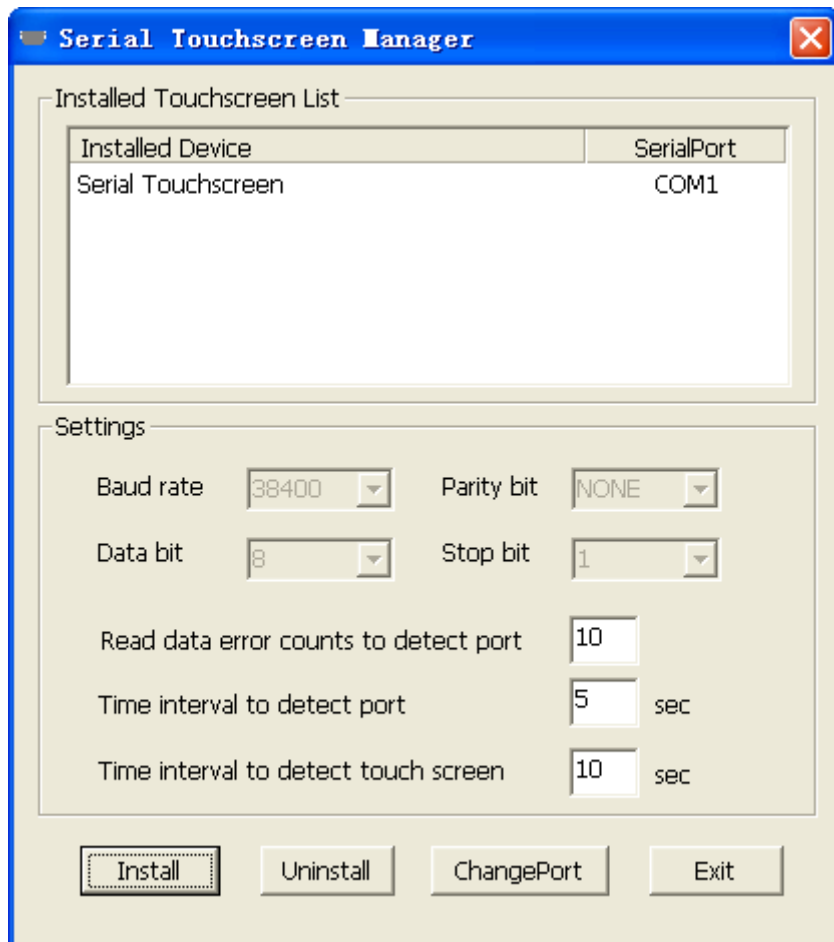 Serial Touchscreen Manager
Installed Touchscreen List
Installed Device SerialPort
Serial Touchscreen COM1
Settings
Baud rate 38400 Parity bit NONE
Data bit 8 Stop bit 1
Read data error counts to detect port 10
Time interval to detect port 5 sec
Time interval to detect touch screen 10 sec
Install Uninstall ChangePort Exit